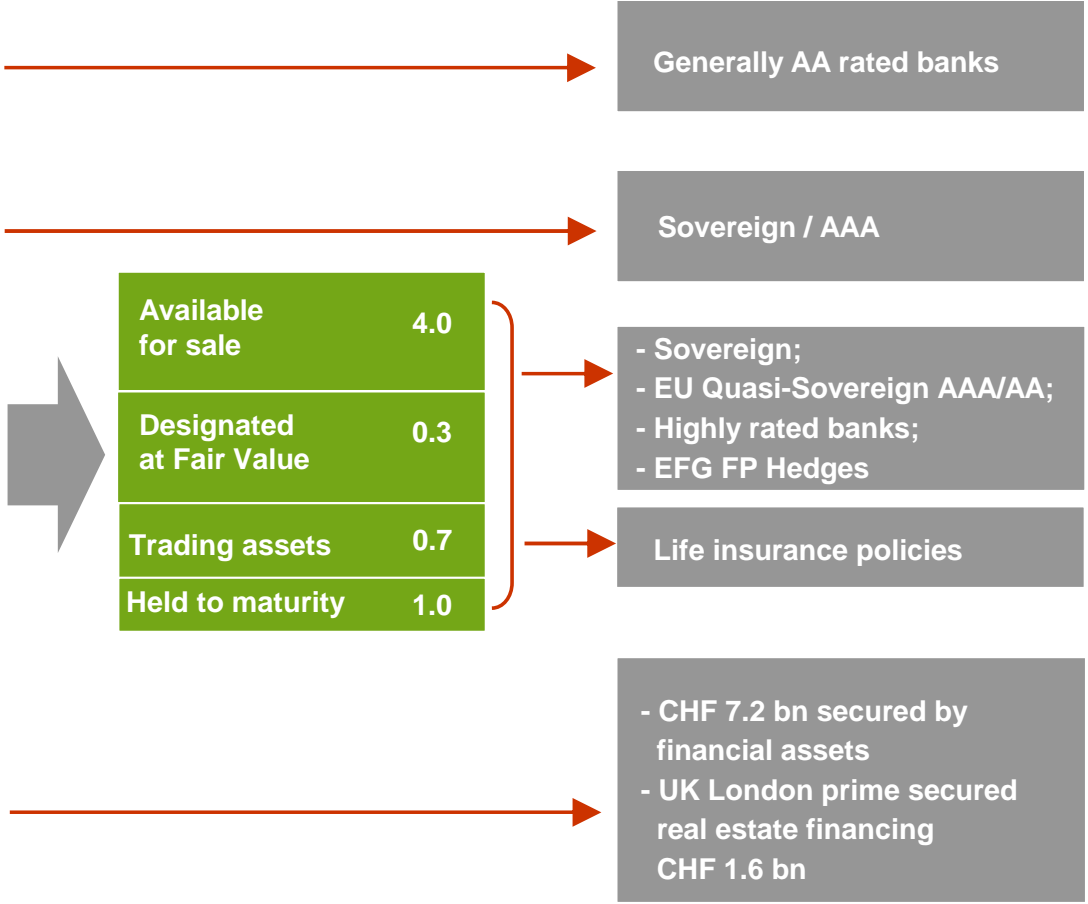 Generally AA rated banks
Sovereign / AAA
Available
for sale
4.0
Designated
at Fair Value
0.3
Trading assets
0.7
Held to maturity
1.0
- Sovereign;
- EU Quasi-Sovereign AAA/AA;
- Highly rated banks;
- EFG FP Hedges
Life insurance policies
- CHF 7.2 bn secured by
financial assets
- UK London prime secured
real estate financing
CHF 1.6 bn